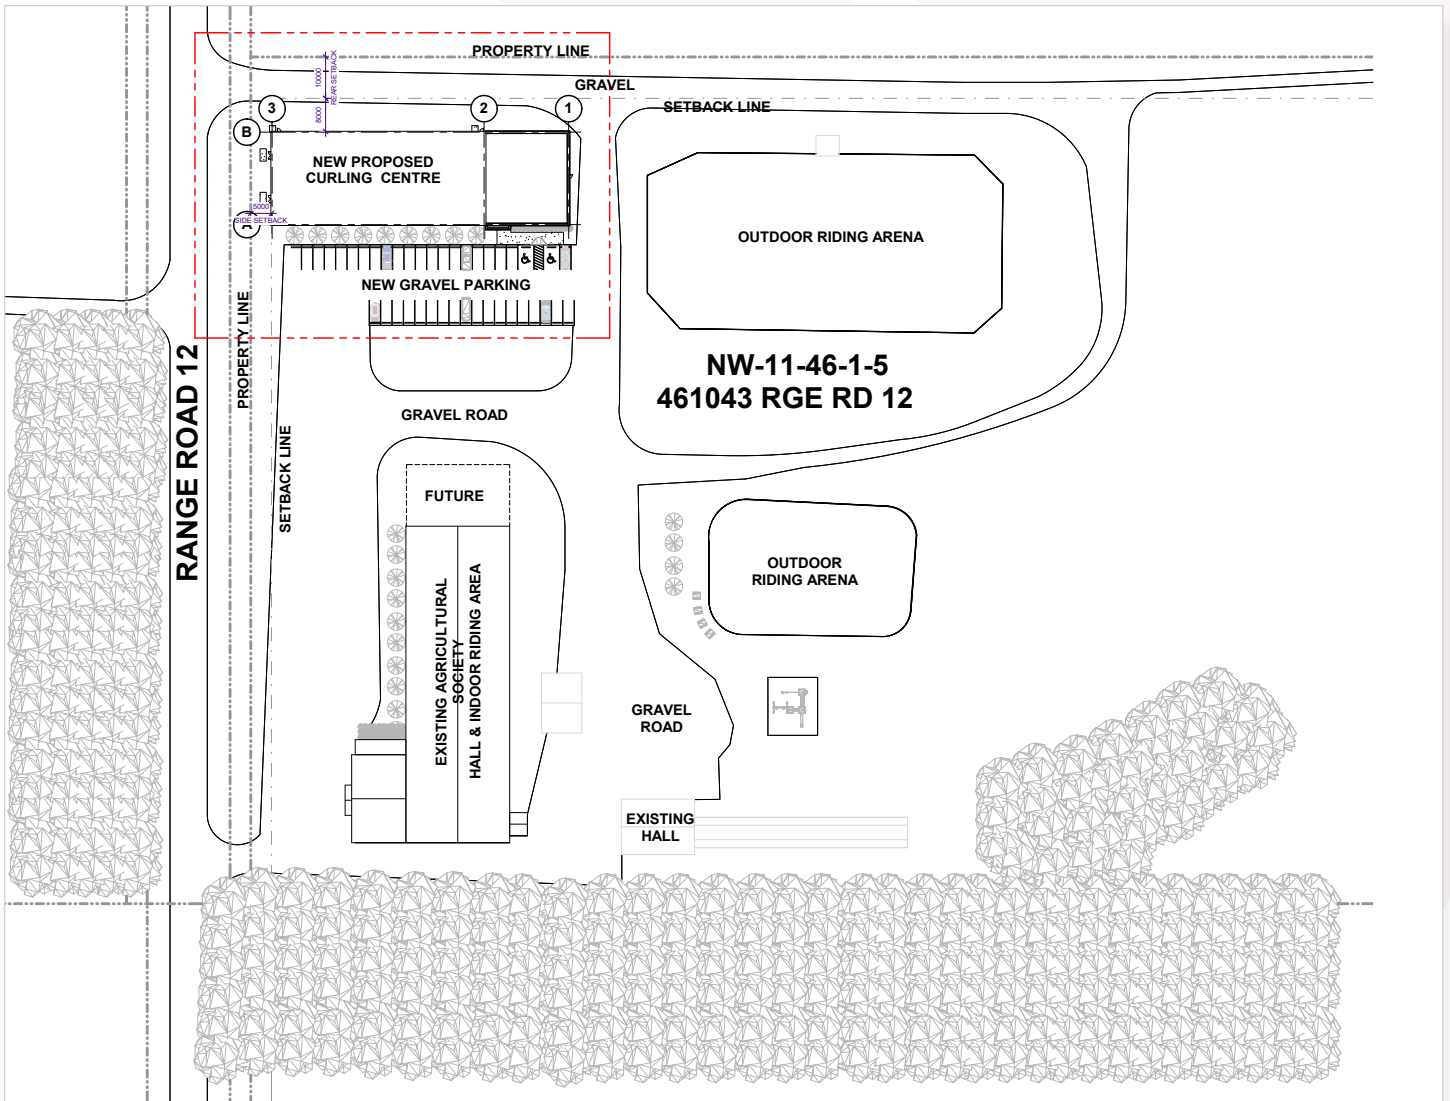 PROPERTY LINE
10000
REAR SETBACK
GRAVEL
3
2
1
8000
SETBACK LINE
B
NEW PROPOSED
CURLING CENTRE
5000
SIDE SETBACK
A
OUTDOOR RIDING ARENA
NEW GRAVEL PARKING
PROPERTY LINE
RANGE ROAD 12
NW-11-46-1-5
461043 RGE RD 12
GRAVEL ROAD
SETBACK LINE
FUTURE
OUTDOOR
RIDING ARENA
EXISTING AGRICULTURAL
SOCIETY
HALL & INDOOR RIDING AREA
GRAVEL
ROAD
EXISTING
HALL